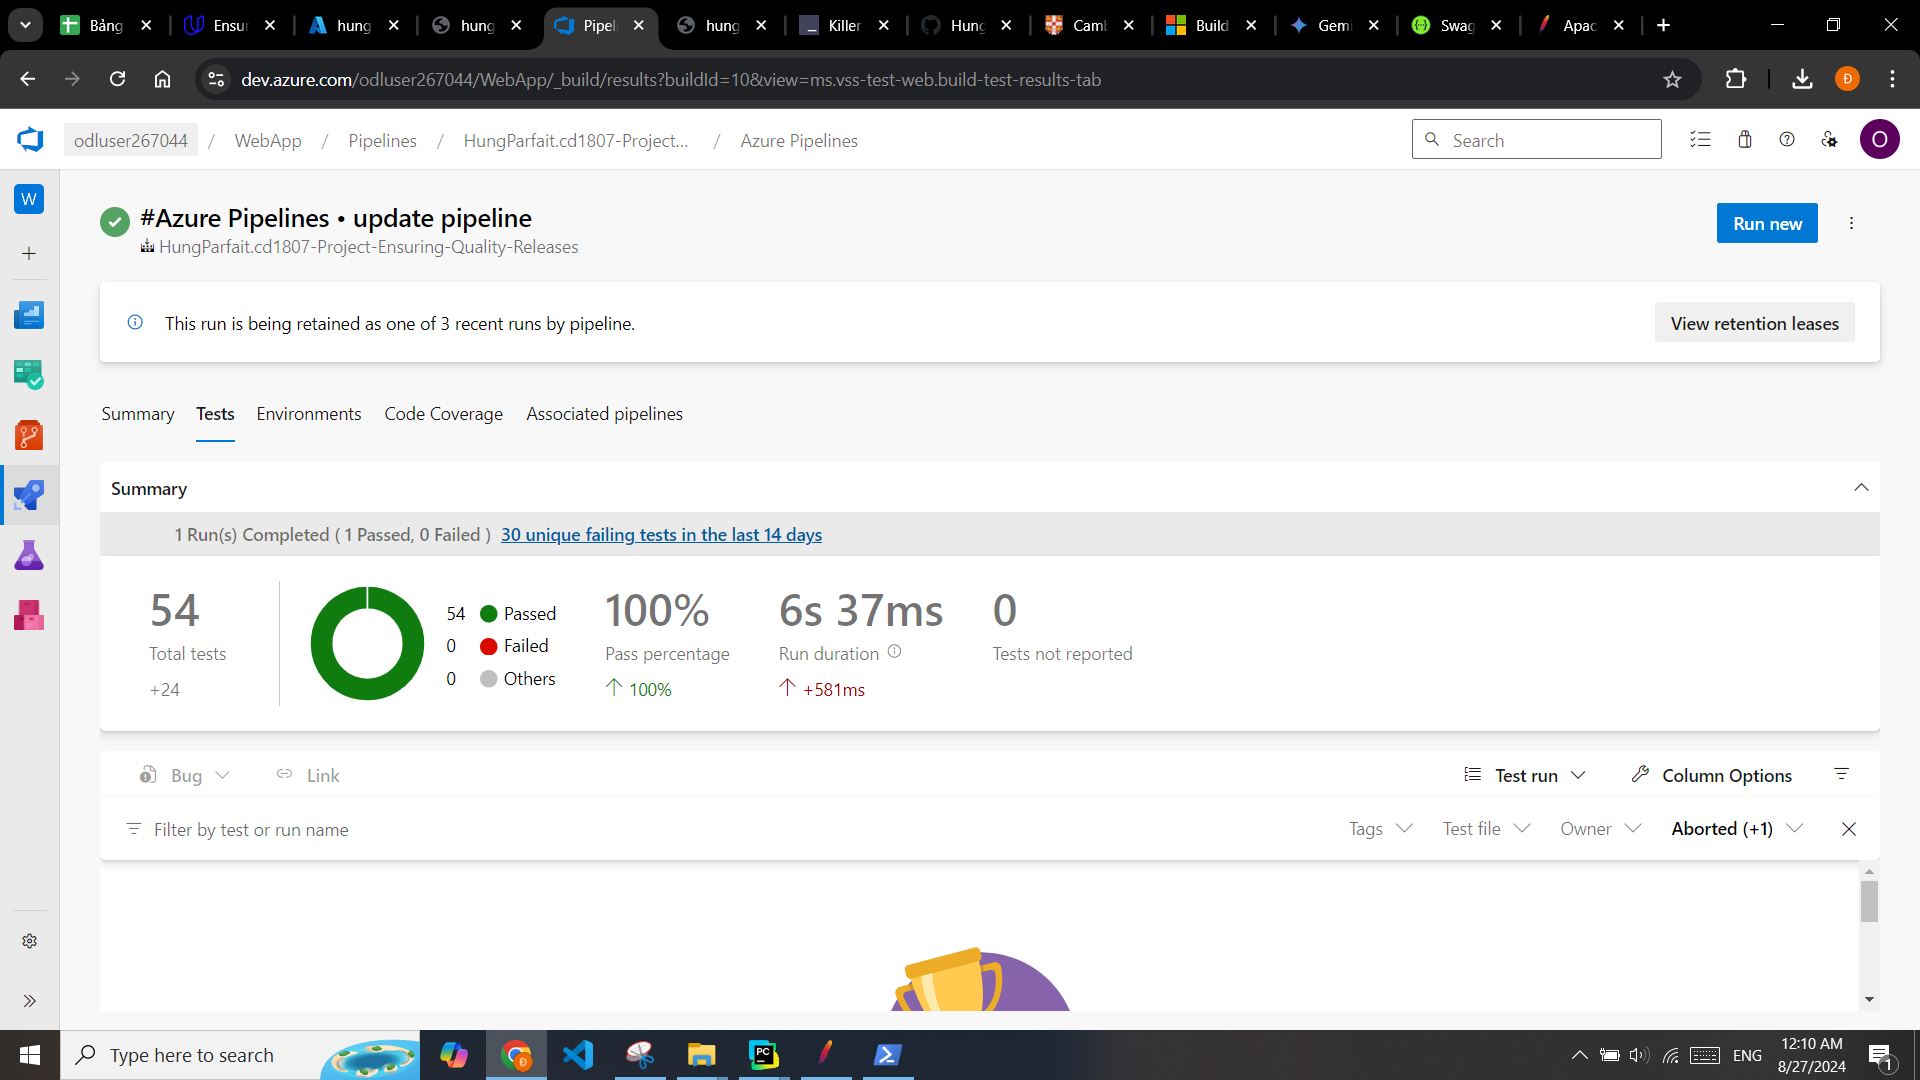 Bảng
Ensur
hung
hung
Pipeli
hung
Killer
Hung
Camb
Build
Gemi
Swag
Apac
dev.azure.com/odluser267044/WebApp/_build/results?buildId=10&view=ms.vss-test-web.build-test-results-tab
Đ
odluser267044 / WebApp / Pipelines / HungParfait.cd1807-Project... / Azure Pipelines
Search
O
W
#Azure Pipelines • update pipeline
HungParfait.cd1807-Project-Ensuring-Quality-Releases
Run new
This run is being retained as one of 3 recent runs by pipeline.
View retention leases
Summary Tests Environments Code Coverage Associated pipelines
Summary
1 Run(s) Completed ( 1 Passed, 0 Failed ) 30 unique failing tests in the last 14 days
54
Total tests
+24
54 Passed
0 Failed
0 Others
100%
Pass percentage
100%
6s 37ms
Run duration
+581ms
0
Tests not reported
Bug
Link
Test run
Column Options
Filter by test or run name
Tags
Test file
Owner
Aborted (+1)
Type here to search
Đ
PC
ENG
12:10 AM
8/27/2024
1